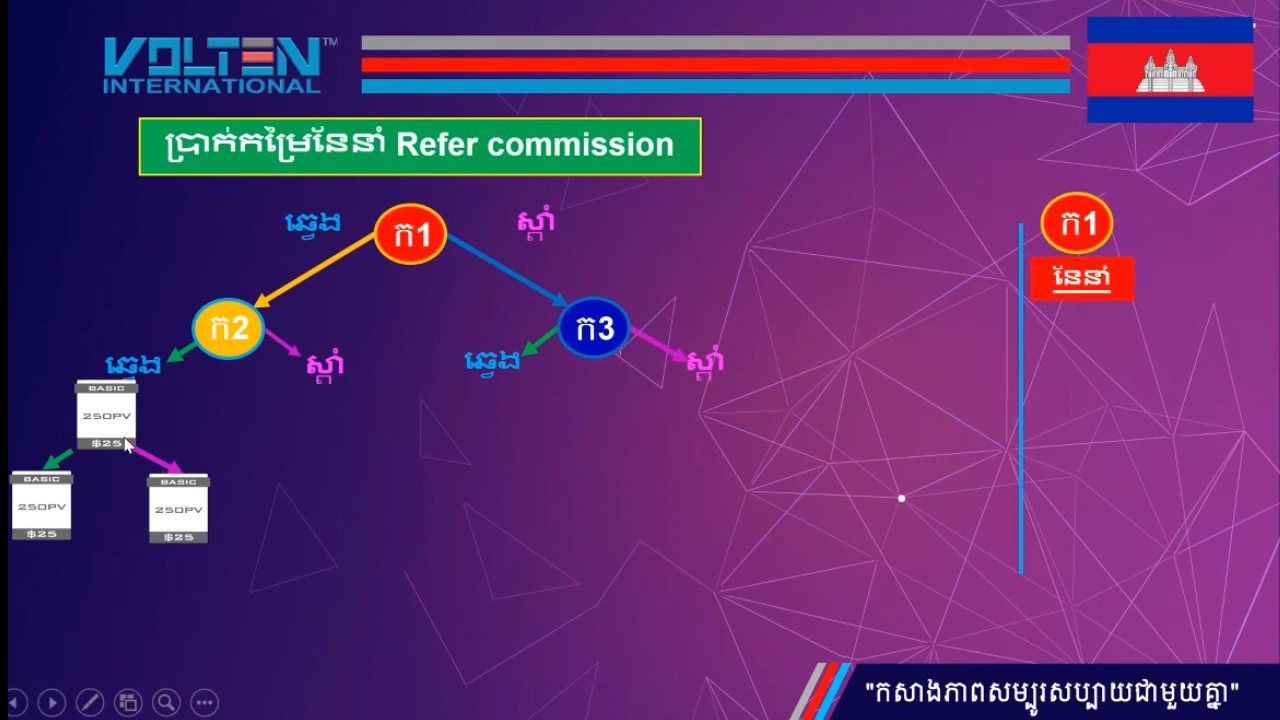 VOLTEN™
INTERNATIONAL
ប្រាក់កម្រៃនែនាំ Refer commission
ឆ្វេង
ក1
ស្តាំ
ក1
នែនាំ
ក2
ក3
ឆ្វេង
ស្តាំ
ឆ្វេង
ស្តាំ
BASIC
250PV
$25
BASIC
250PV
$25
BASIC
250PV
$25
"កសាងភាពសម្បូរសប្បាយជាមួយគ្នា"